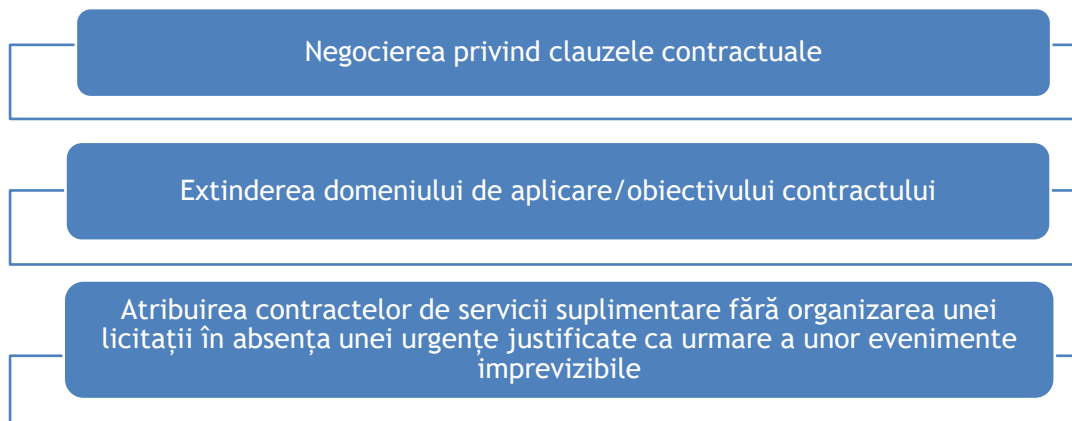 Negocierea privind clauzele contractuale
Extinderea domeniului de aplicare/obiectivului contractului
Atribuirea contractelor de servicii suplimentare fără organizarea unei
licitații în absența unei urgențe justificate ca urmare a unor evenimente
imprevizibile